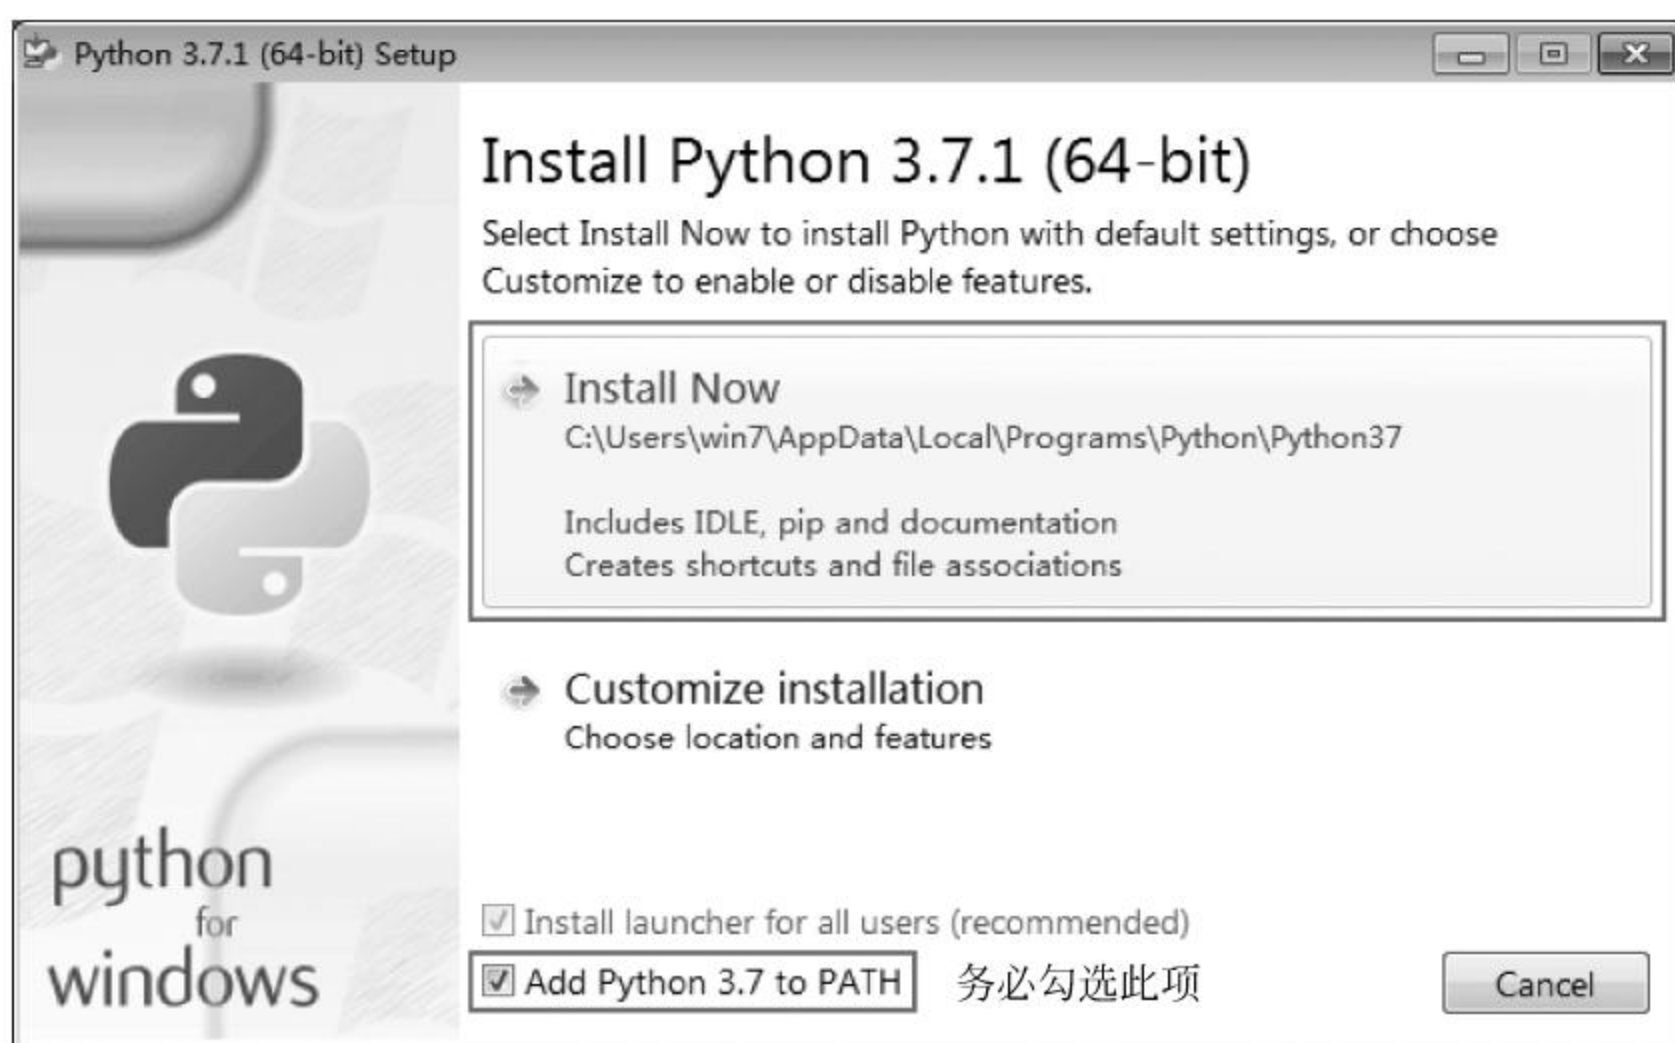 Python 3.7.1 (64-bit) Setup
Install Python 3.7.1 (64-bit)
Select Install Now to install Python with default settings, or choose
Customize to enable or disable features.
Install Now
C:\Users\win7\AppData\Local\Programs\Python\Python37
Includes IDLE, pip and documentation
Creates shortcuts and file associations
Customize installation
Choose location and features
python
for
windows
Install launcher for all users (recommended)
Add Python 3.7 to PATH 务必勾选此项
Cancel